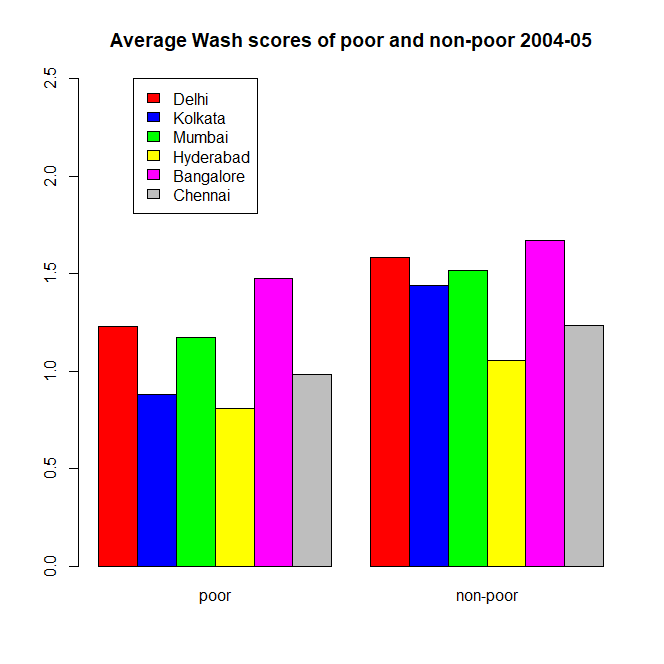 Average Wash scores of poor and non-poor 2004-05
2.5
2.0
1.5
1.0
0.5
0.0
Delhi
Kolkata
Mumbai
Hyderabad
Bangalore
Chennai
poor
non-poor